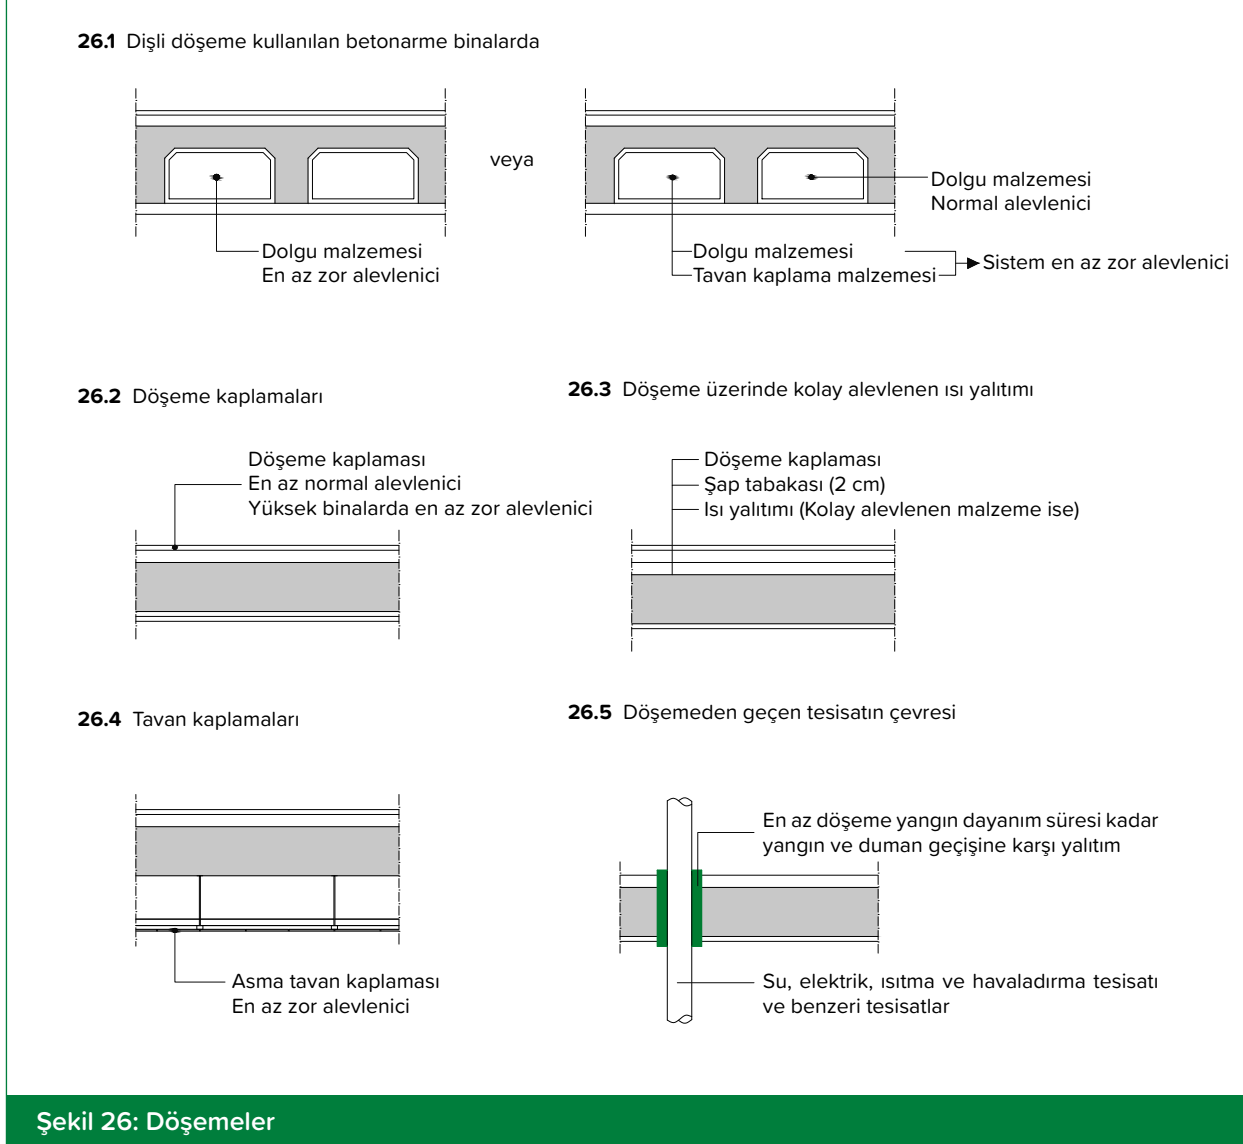 26.1 Dişli döşeme kullanılan betonarme binalarda
veya
Dolgu malzemesi
En az zor alevlenici
Dolgu malzemesi
Normal alevlenici
Dolgu malzemesi
Tavan kaplama malzemesi
Sistem en az zor alevlenici
26.2 Döşeme kaplamaları
Döşeme kaplaması
En az normal alevlenici
Yüksek binalarda en az zor alevlenici
26.3 Döşeme üzerinde kolay alevlenen ısı yalıtımı
Döşeme kaplaması
Şap tabakası (2 cm)
Isı yalıtımı (Kolay alevlenen malzeme ise)
26.4 Tavan kaplamaları
Asma tavan kaplaması
En az zor alevlenici
26.5 Döşemeden geçen tesisatın çevresi
En az döşeme yangın dayanım süresi kadar
yangın ve duman geçişine karşı yalıtım
Su, elektrik, ısıtma ve havaladırma tesisatı
ve benzeri tesisatlar
Şekil 26: Döşemeler